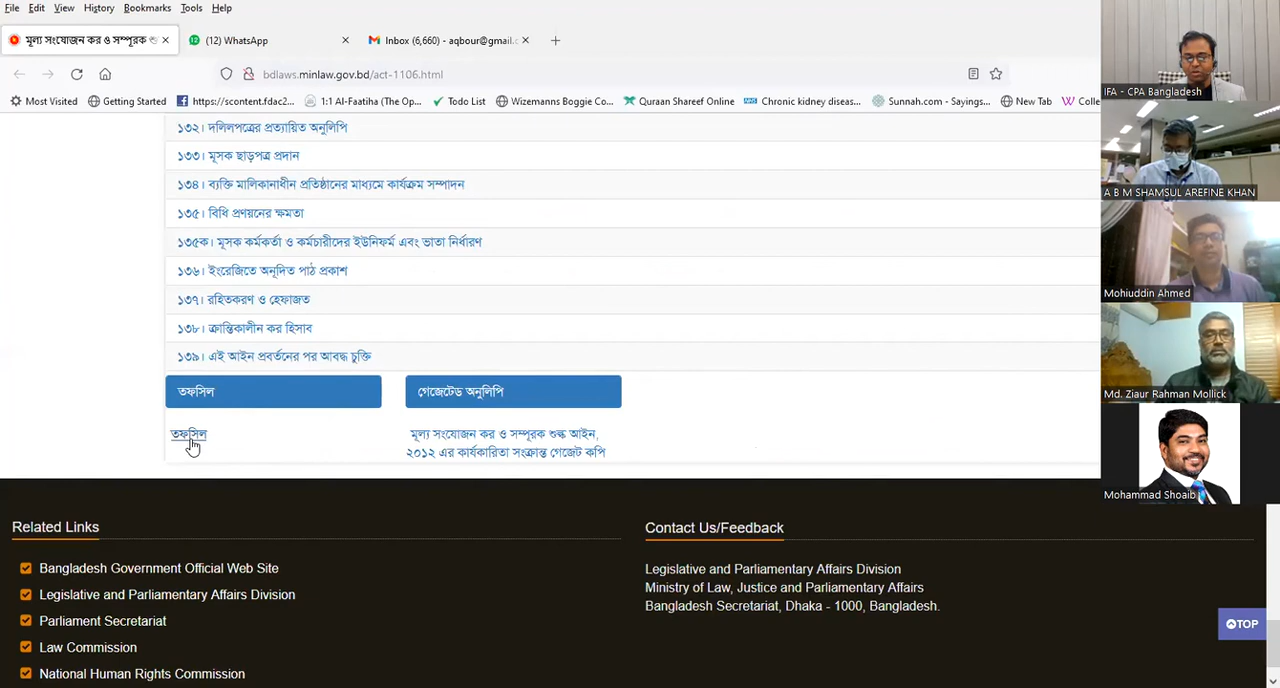 File Edit View History Bookmarks Tools Help
মূল্য সংযোজন কর ও সম্পূরক শু
(12) WhatsApp
Inbox (6,660) - aqbour@gmail.c
bdlaws.minlaw.gov.bd/act-1106.html
Most Visited Getting Started https://scontent.fdac2... 1:1 Al-Faatiha (The Op... Todo List Wizemanns Boggie Co... Quraan Shareef Online Chronic kidney diseas... Sunnah.com - Sayings... New Tab Colle
১৩২। দলিলপত্রের প্রত্যায়িত অনুলিপি
১৩৩। মূসক ছাড়পত্র প্রদান
১৩৪। ব্যক্তি মালিকানাধীন প্রতিষ্ঠানের মাধ্যমে কার্যক্রম সম্পাদন
১৩৫। বিধি প্রণয়নের ক্ষমতা
১৩৫ক। মূসক কর্মকর্তা ও কর্মচারীদের ইউনিফর্ম এবং ভাতা নির্ধারণ
১৩৬। ইংরেজিতে অনূদিত পাঠ প্রকাশ
১৩৭। রহিতকরণ ও হেফাজত
১৩৮। ক্রান্তিকালীন কর হিসাব
১৩৯। এই আইন প্রবর্তনের পর আবদ্ধ চুক্তি
তফসিল
গেজেটেড অনুলিপি
তফসিল
মূল্য সংযোজন কর ও সম্পূরক শুল্ক আইন,
২০১২ এর কার্যকারিতা সংক্রান্ত গেজেট কপি
Related Links
Bangladesh Government Official Web Site
Legislative and Parliamentary Affairs Division
Parliament Secretariat
Law Commission
National Human Rights Commission
Contact Us/Feedback
Legislative and Parliamentary Affairs Division
Ministry of Law, Justice and Parliamentary Affairs
Bangladesh Secretariat, Dhaka - 1000, Bangladesh.
TOP
IFA - CPA Bangladesh
A B M SHAMSUL AREFINE KHAN
Mohiuddin Ahmed
Md. Ziaur Rahman Mollick
Mohammad Shoaib